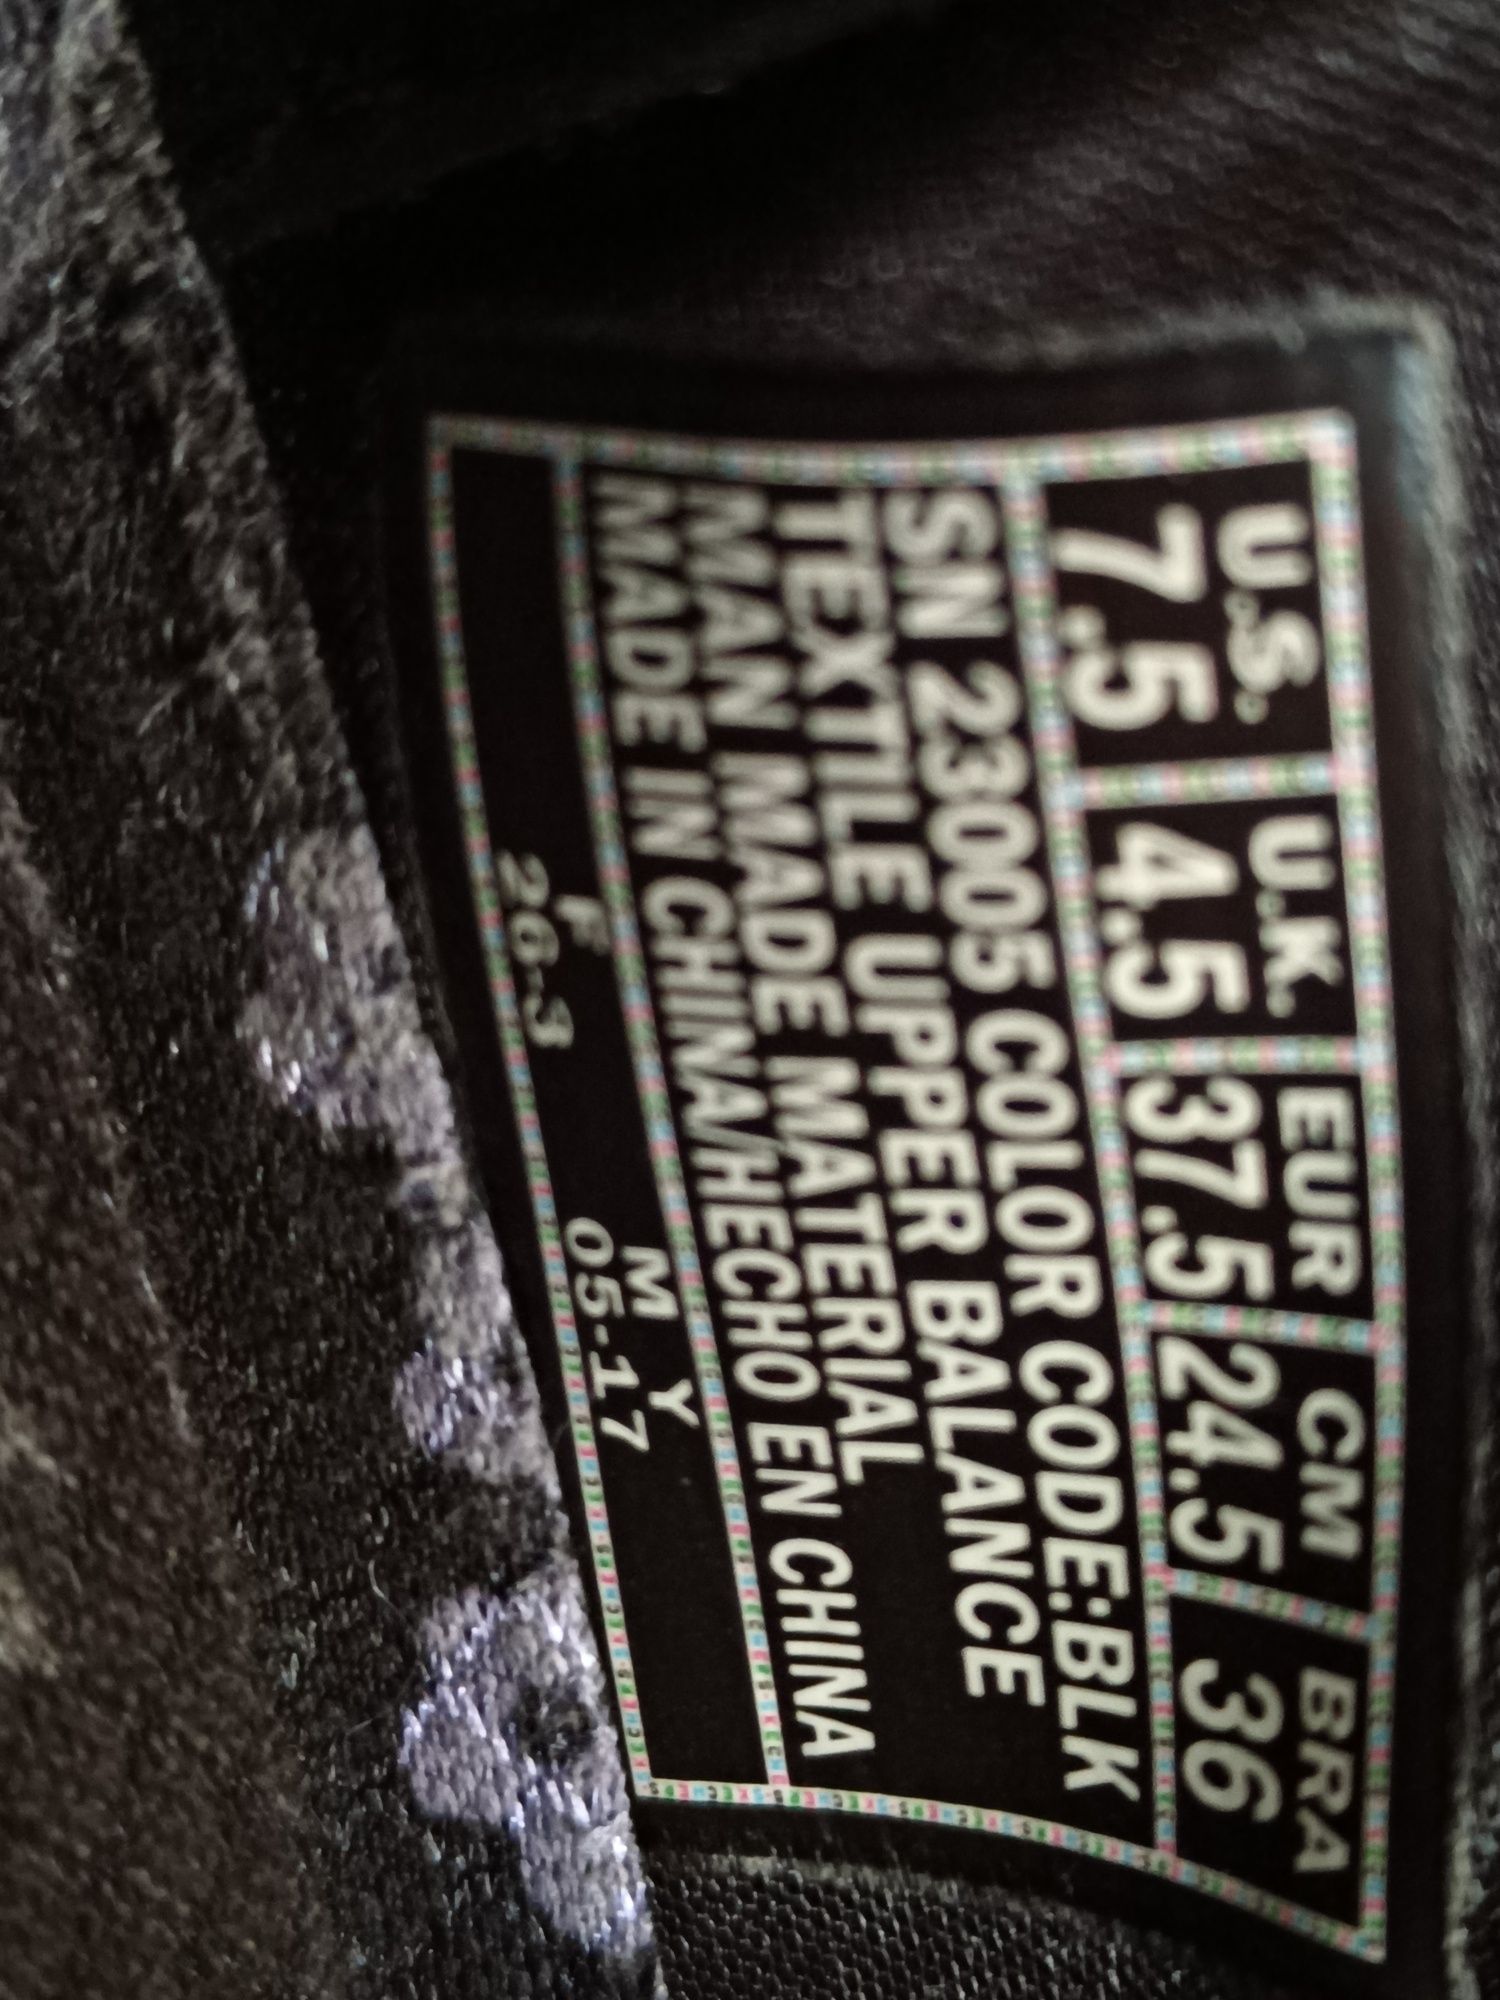 U.S. U.K. EUR CM BRA
7.5 4.5 37.5 24.5 36
SN 23005 COLOR CODE:BLK
TEXTILE UPPER BALANCE
MAN MADE MATERIAL
MADE IN CHINA/HECHO EN CHINA
F M Y
26-3 05-17